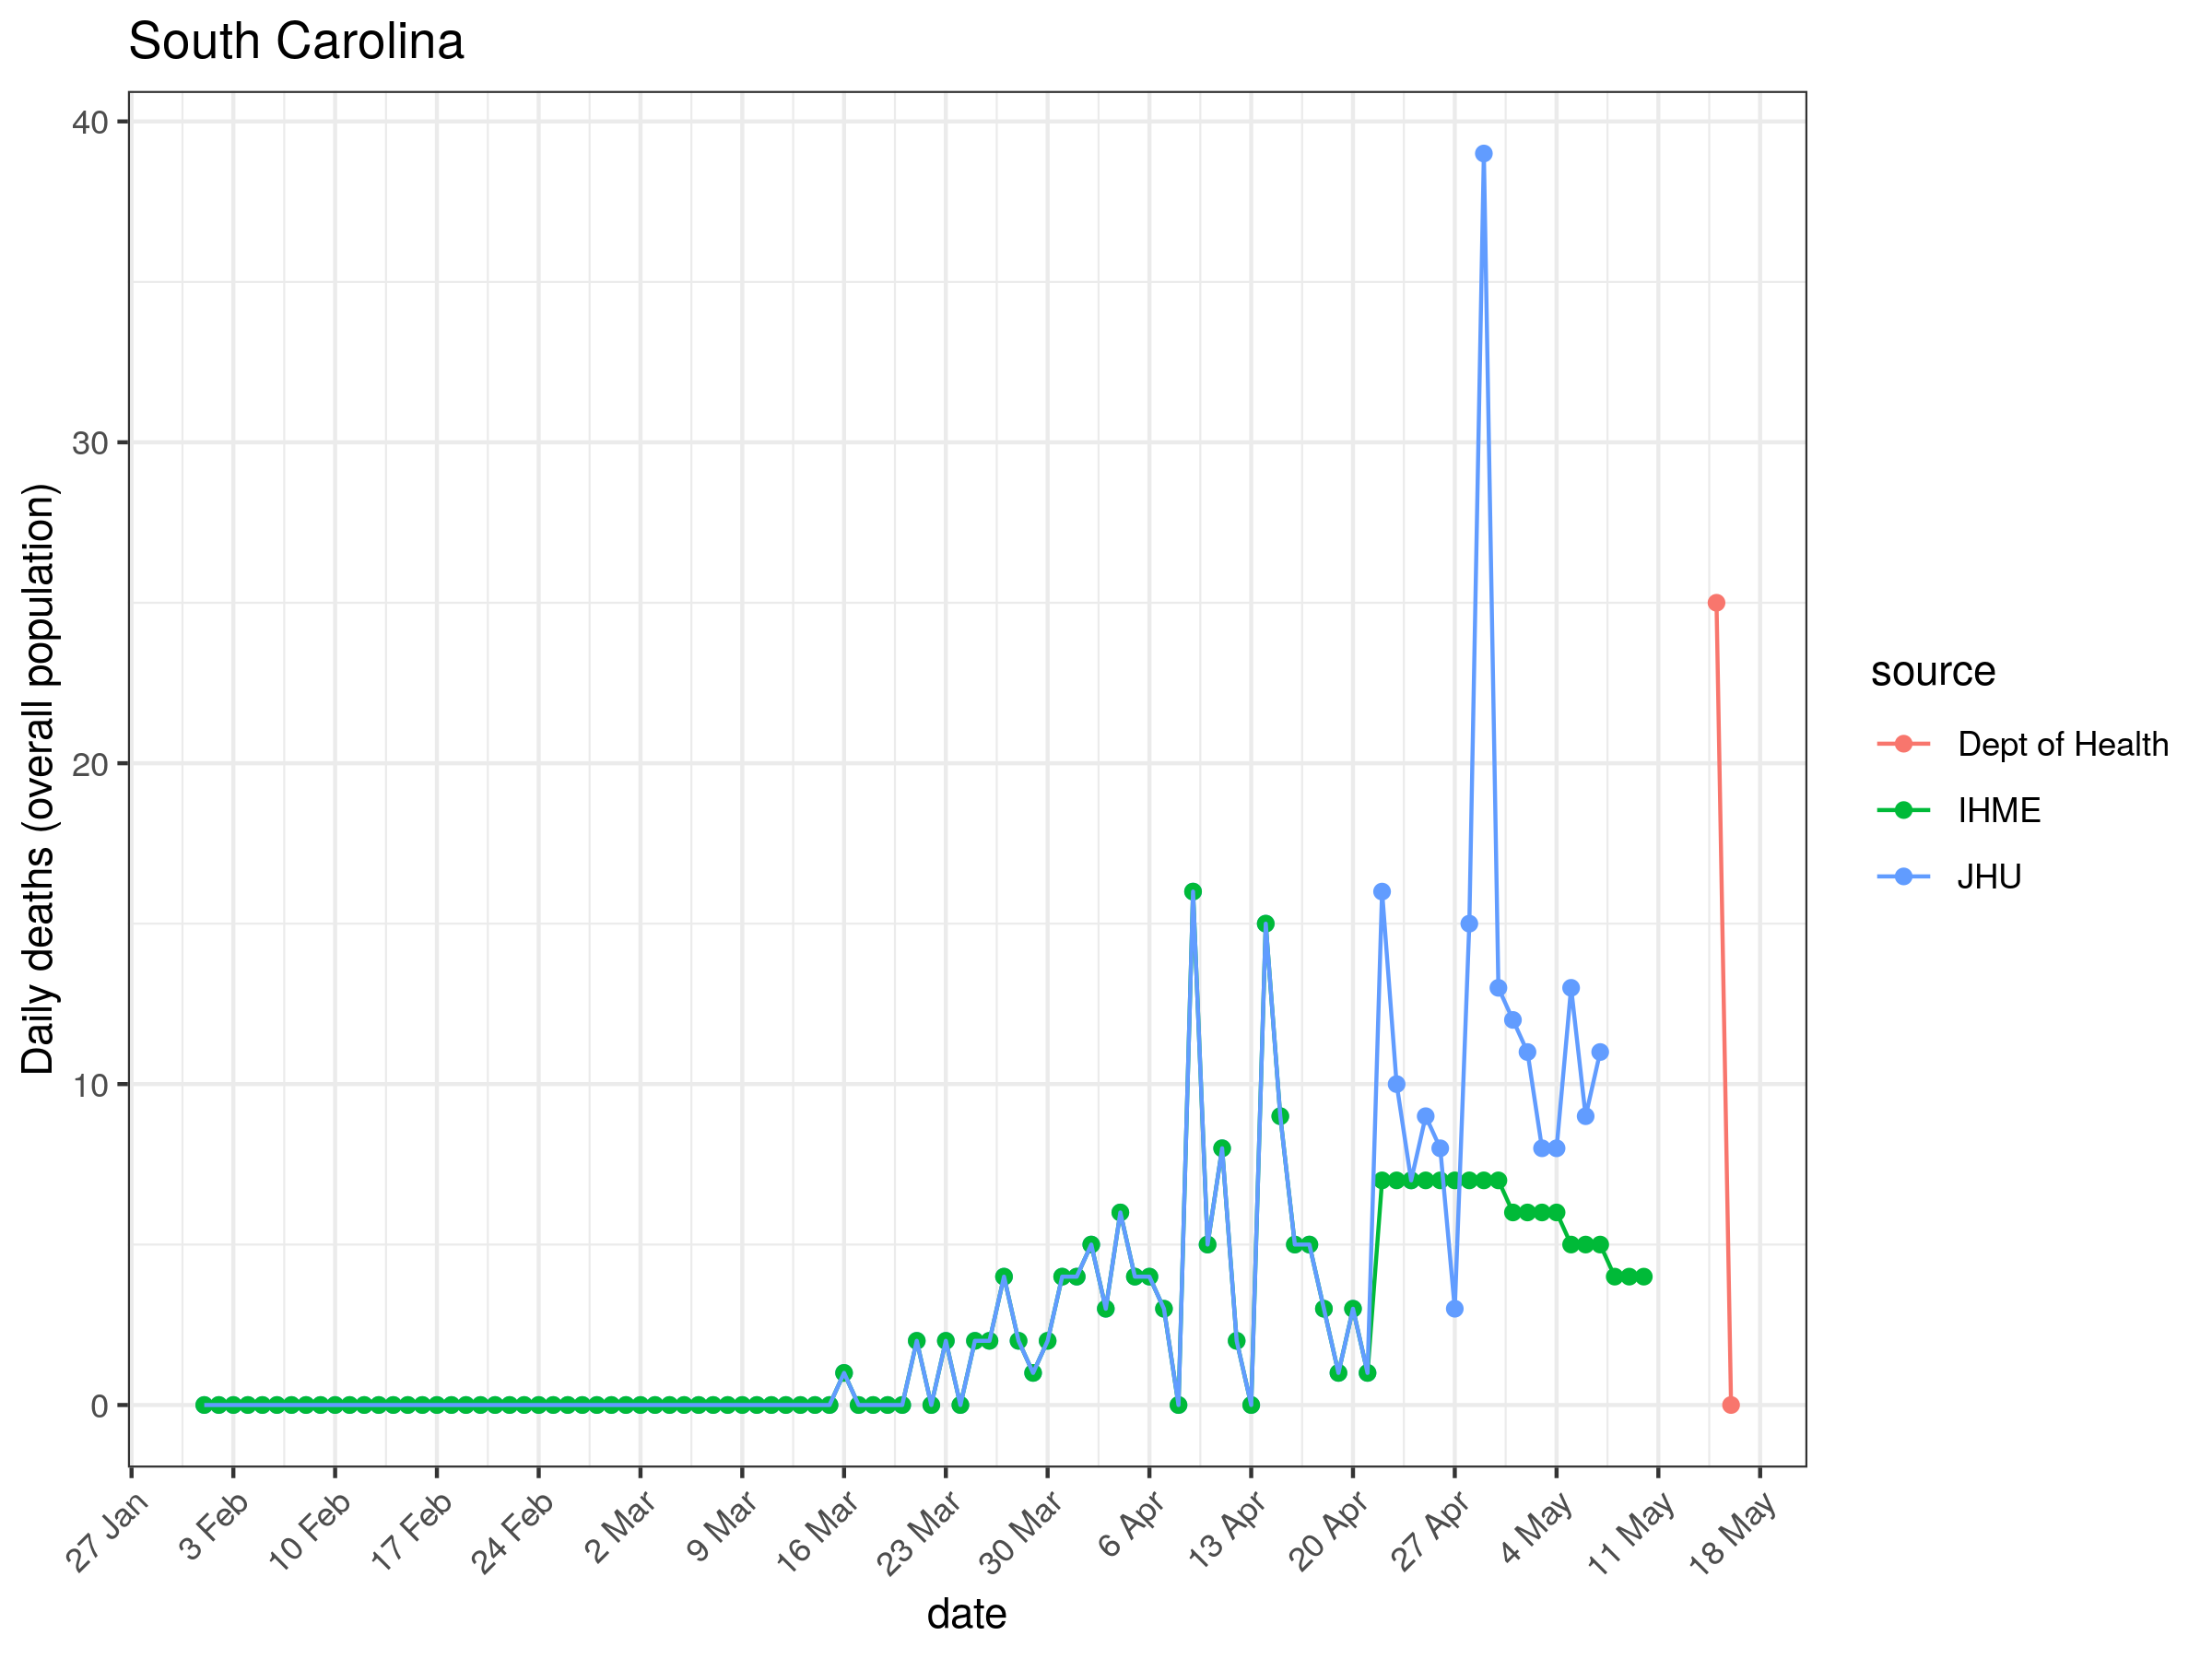 South Carolina
40
30
20
10
0
Daily deaths (overall population)
27 Jan
3 Feb
10 Feb
17 Feb
24 Feb
2 Mar
9 Mar
16 Mar
23 Mar
30 Mar
6 Apr
13 Apr
20 Apr
27 Apr
4 May
11 May
18 May
date
source
Dept of Health
IHME
JHU